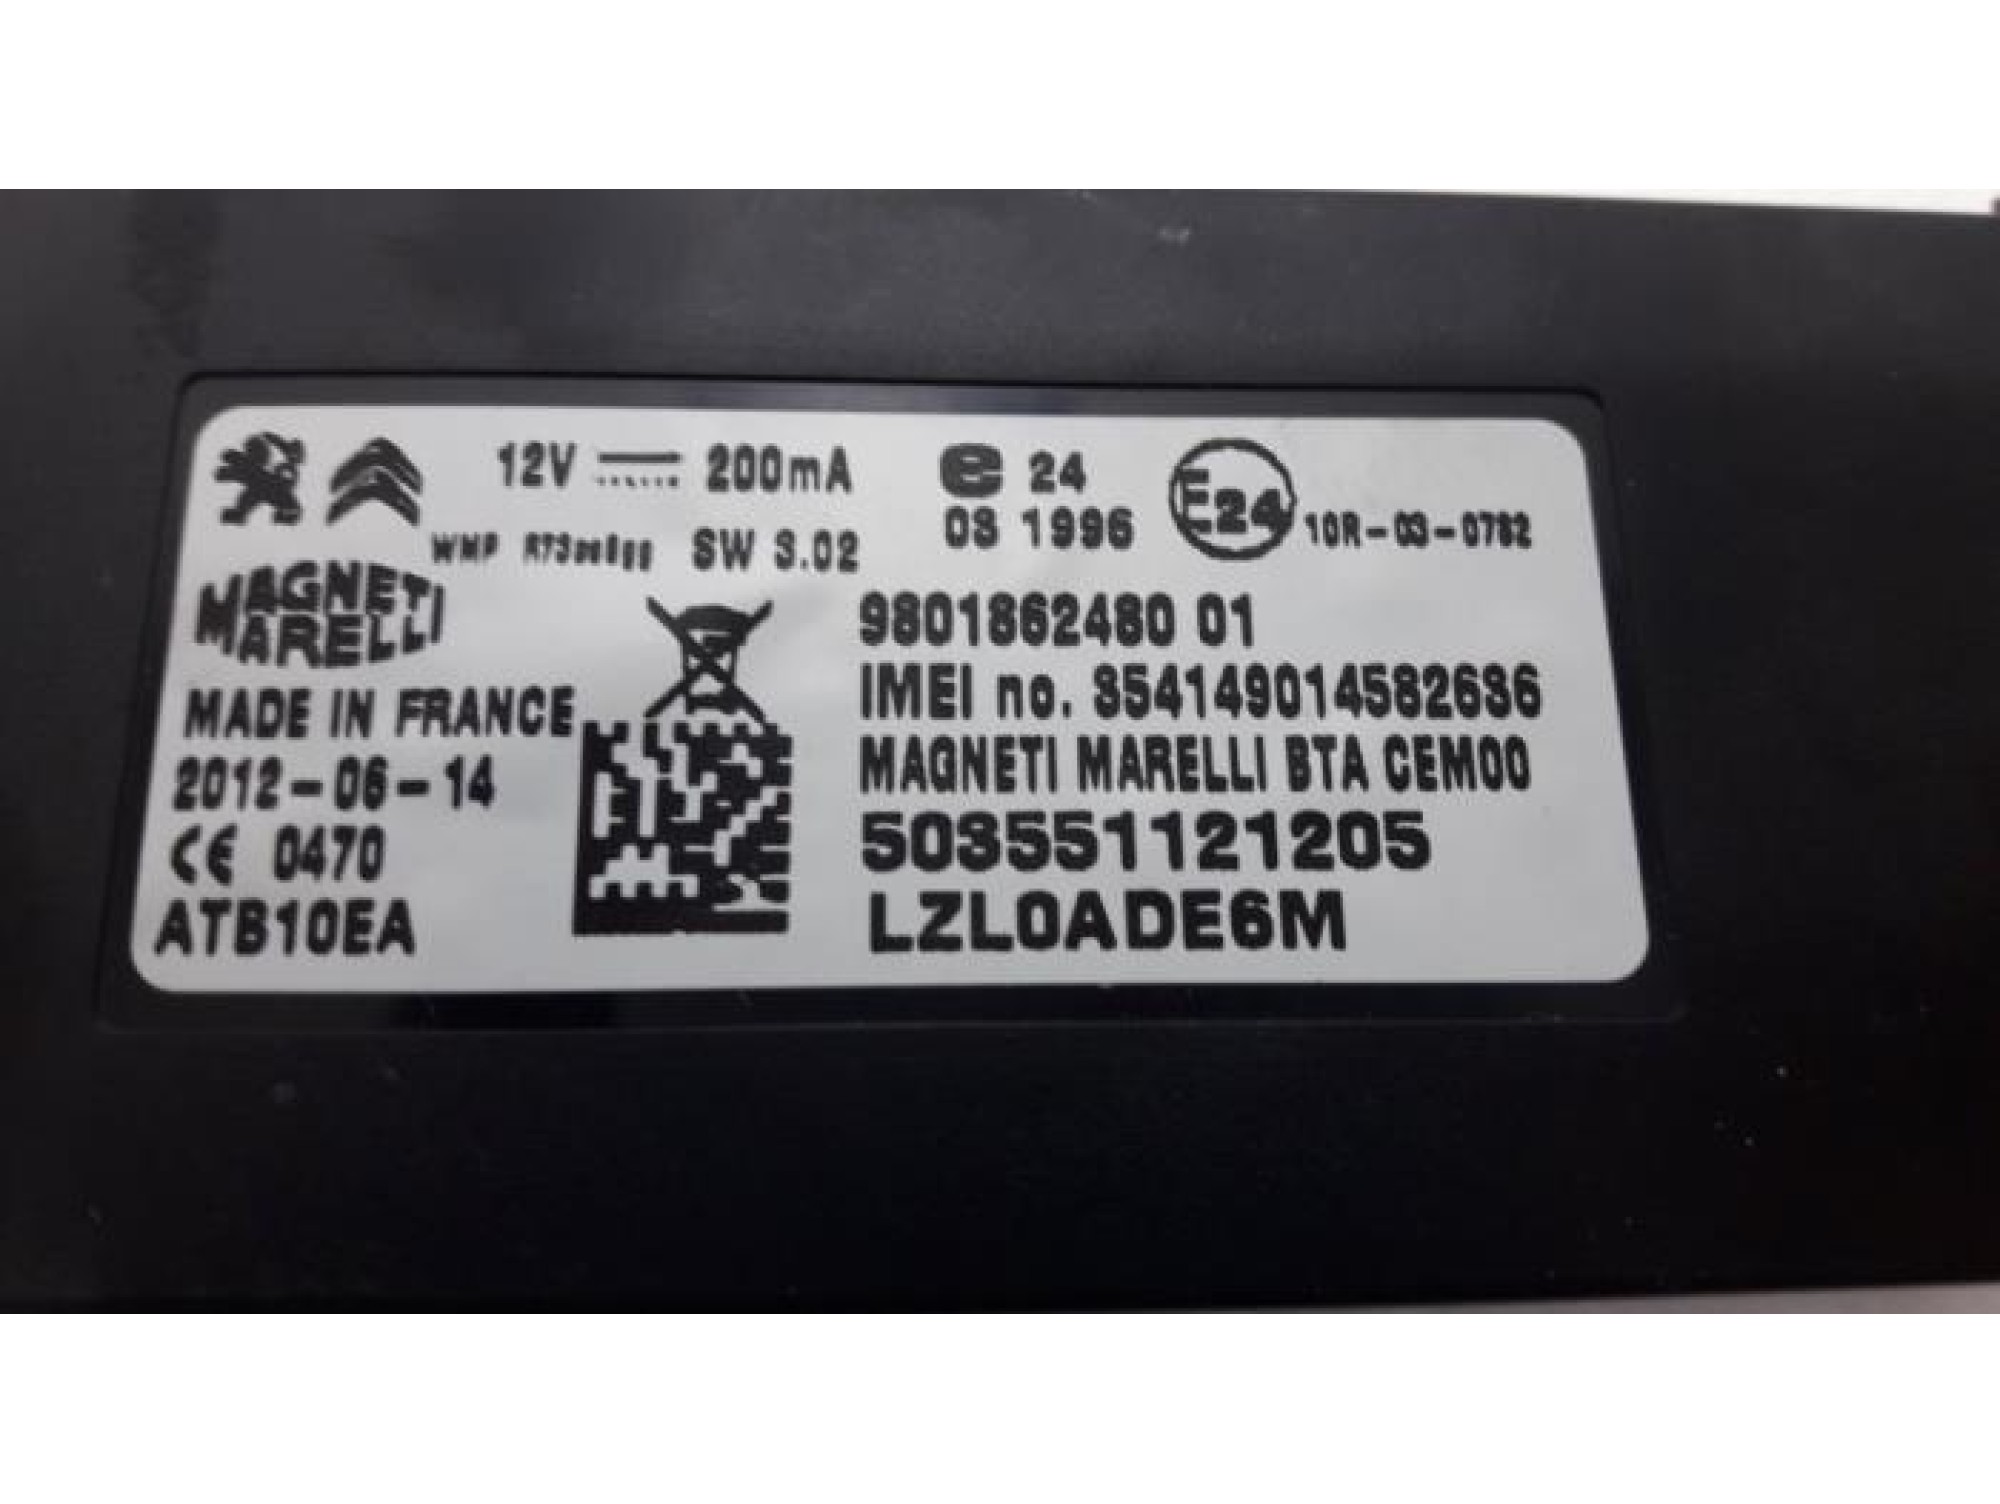 12V 200mA
e 24
03 1996
E24
10R-03-0782
WMP SW 3.02
MAGNETI
MARELLI
9801862480 01
IMEI no. 354149014582636
MADE IN FRANCE
MAGNETI MARELLI BTA CEM00
2012-06-14
503551121205
CE 0470
LZL0ADE6M
ATB10EA